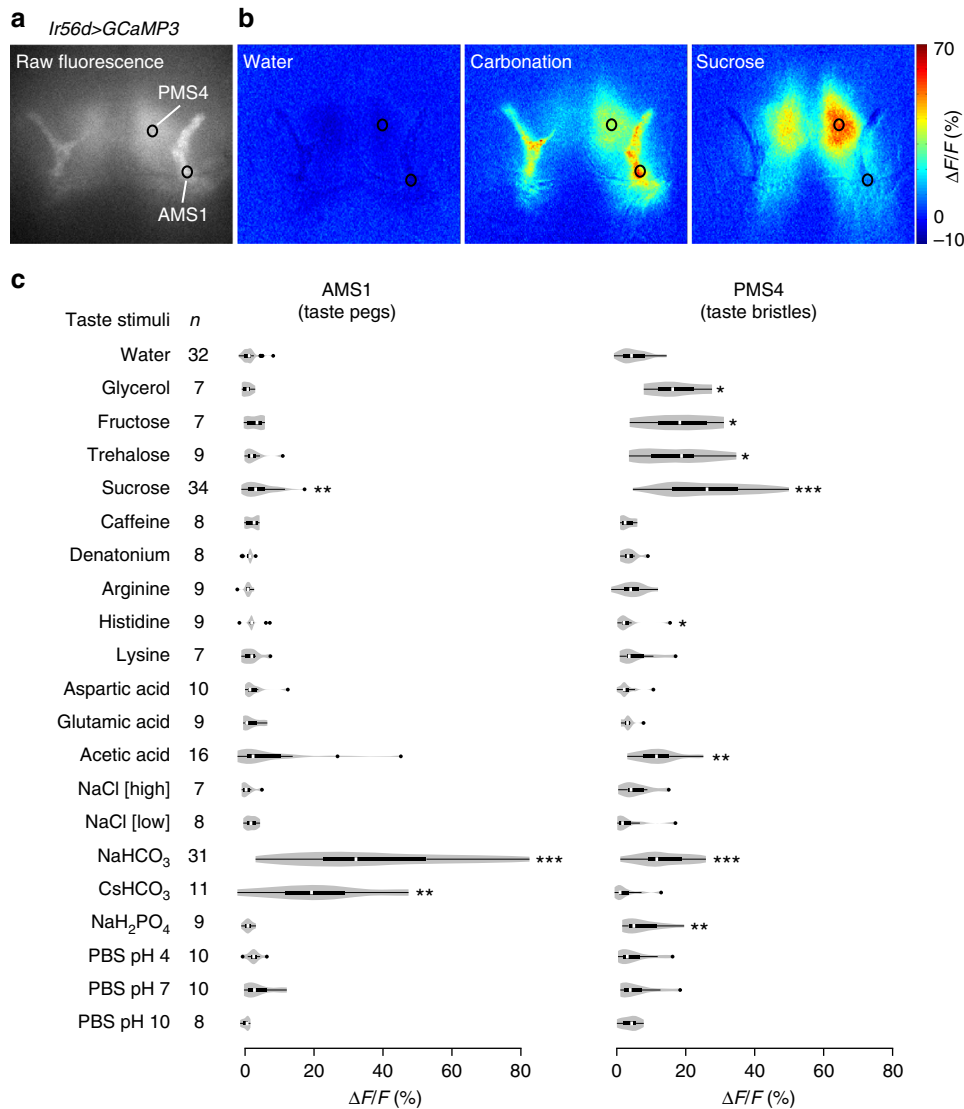 a
Ir56d>GCaMP3
Raw fluorescence
PMS4
AMS1
b
Water
Carbonation
Sucrose
70
0
−10
ΔF/F (%)
c
AMS1
(taste pegs)
PMS4
(taste bristles)
Taste stimuli n
Water 32
Glycerol 7 *
Fructose 7 *
Trehalose 9 *
Sucrose 34 ** ***
Caffeine 8
Denatonium 8
Arginine 9
Histidine 9 *
Lysine 7
Aspartic acid 10
Glutamic acid 9
Acetic acid 16 **
NaCl [high] 7
NaCl [low] 8
NaHCO₃ 31 *** ***
CsHCO₃ 11 **
NaH₂PO₄ 9 **
PBS pH 4 10
PBS pH 7 10
PBS pH 10 8
0 20 40 60 80 0 20 40 60 80
ΔF/F (%) ΔF/F (%)